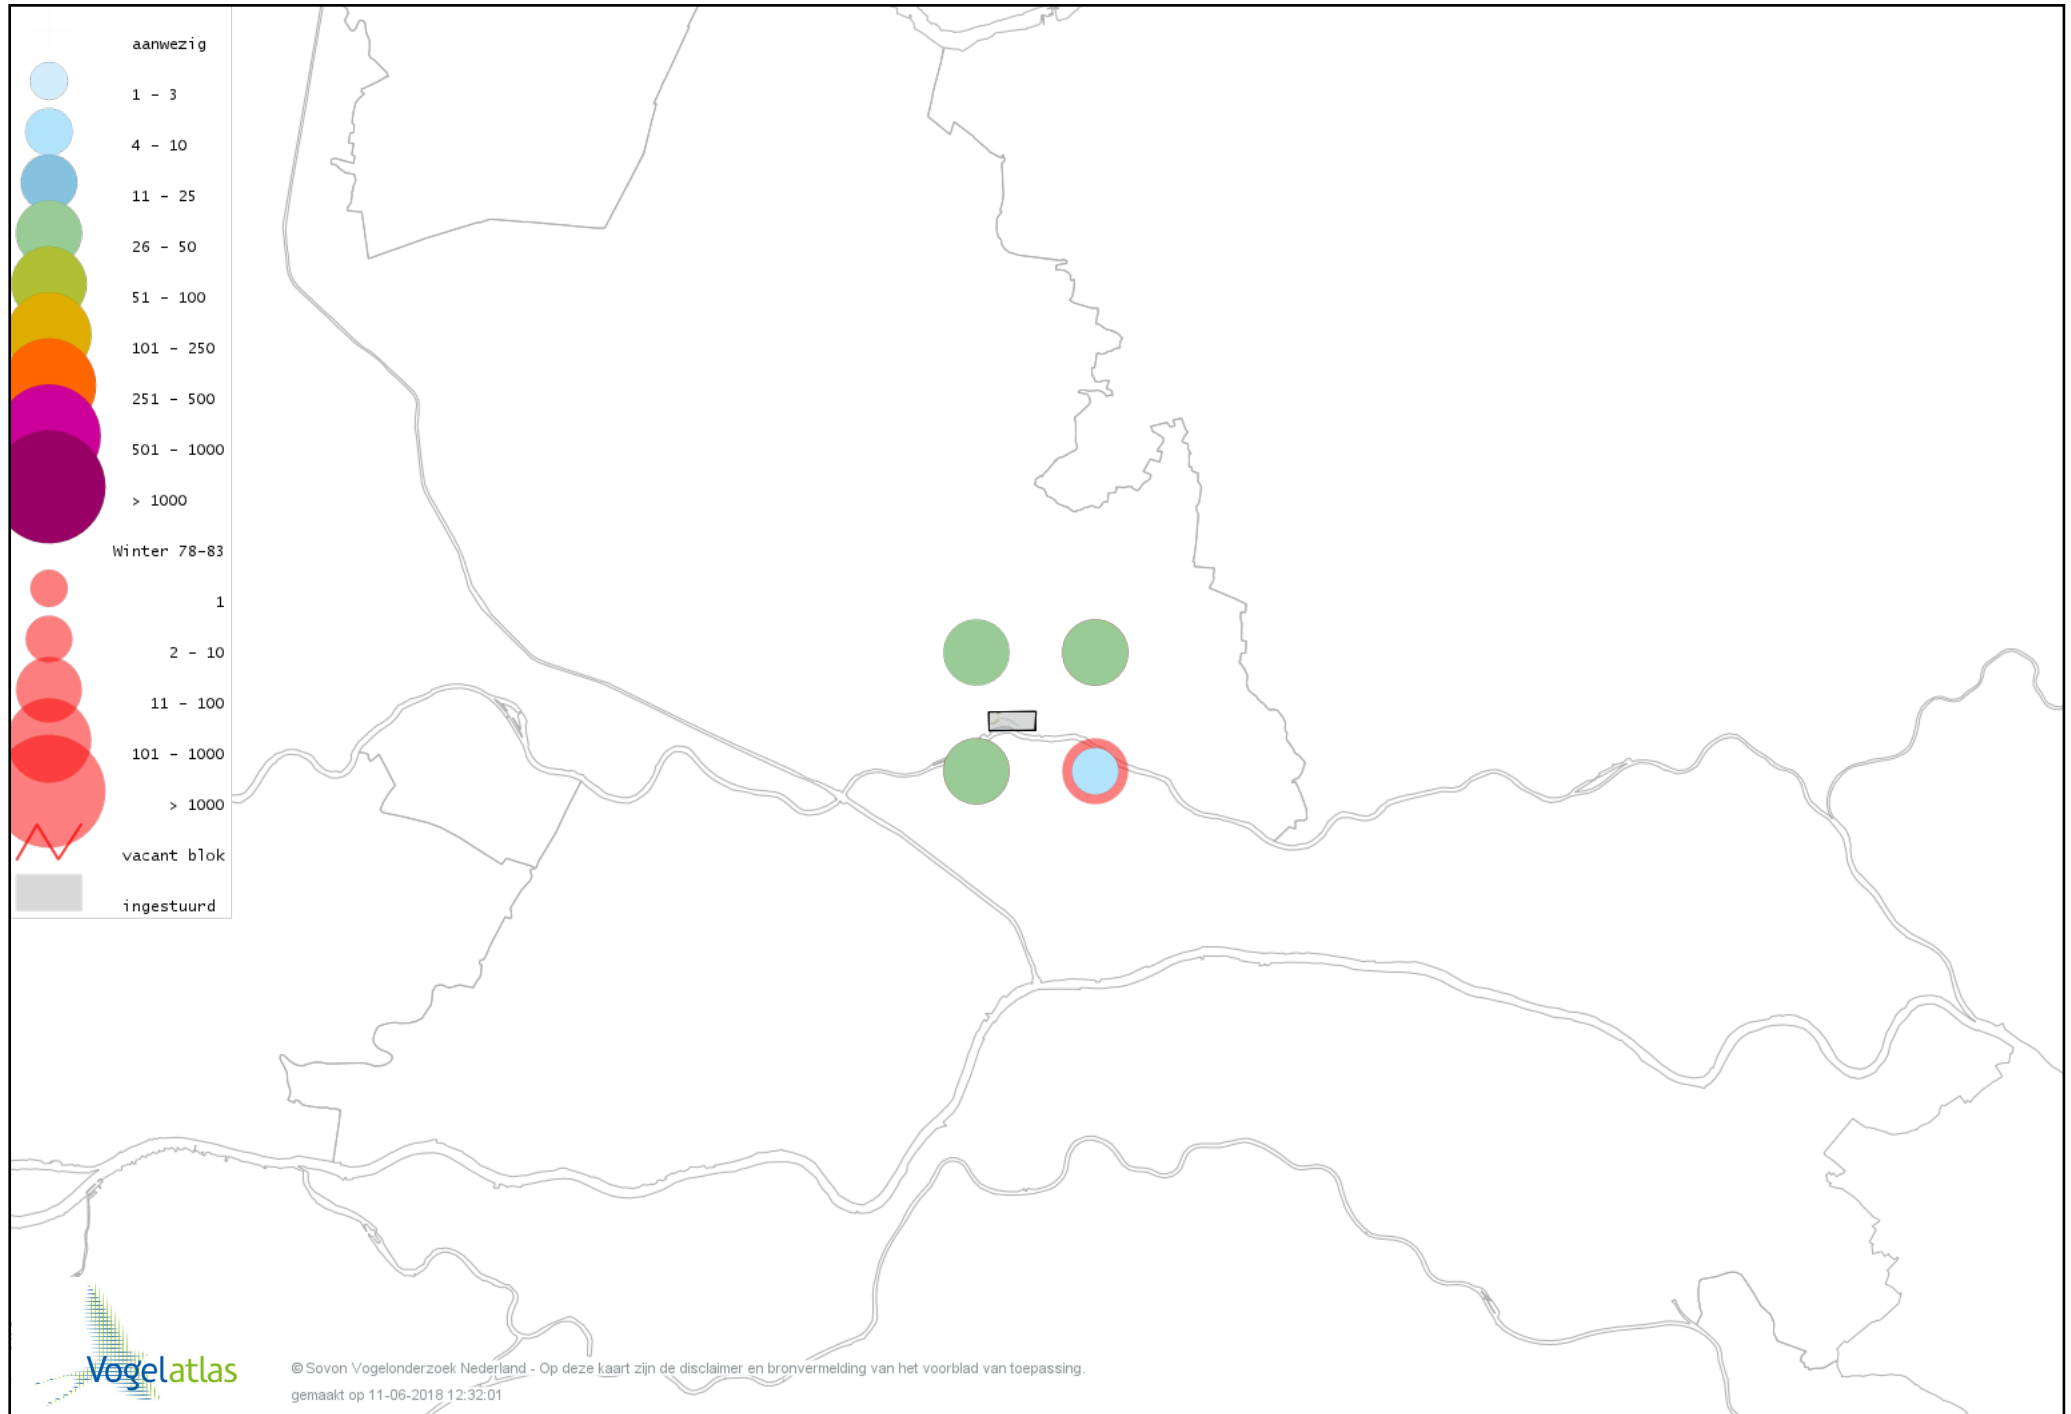 aanwezig
1 - 3
4 - 10
11 - 25
26 - 50
51 - 100
101 - 250
251 - 500
501 - 1000
> 1000
Winter 78-83
1
2 - 10
11 - 100
101 - 1000
> 1000
vacant blok
ingestuurd
Vogelatlas
© Sovon Vogelonderzoek Nederland - Op deze kaart zijn de disclaimer en bronvermelding van het voorblad van toepassing.
gemaakt op 11-06-2018 12:32:01